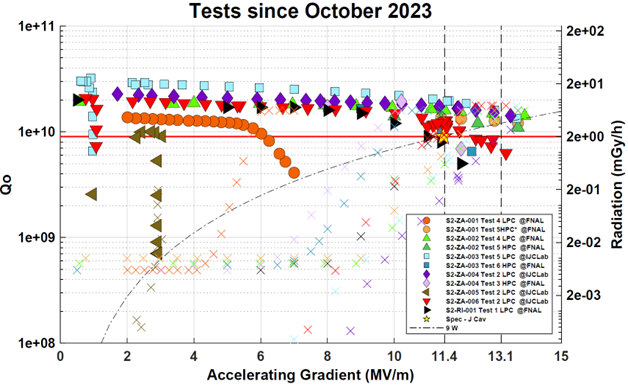 Tests since October 2023
1e+11
1e+10
1e+09
1e+08
Qo
2e+02
2e+01
2e+00
2e-01
2e-02
2e-03
Radiation (mGy/h)
S2-ZA-001 Test 4 LPC @FNAL
S2-ZA-001 Test 5HPC* @FNAL
S2-ZA-002 Test 4 LPC @FNAL
S2-ZA-002 Test 5 HPC @FNAL
S2-ZA-003 Test 5 LPC @IJCLab
S2-ZA-003 Test 6 HPC @FNAL
S2-ZA-004 Test 2 LPC @IJCLab
S2-ZA-004 Test 3 HPC @FNAL
S2-ZA-005 Test 2 LPC @IJCLab
S2-ZA-006 Test 2 LPC @IJCLab
S2-RI-001 Test 1 LPC @FNAL
Spec - J Cav
9 W
0 2 4 6 8 10 11.4 13.1 15
Accelerating Gradient (MV/m)